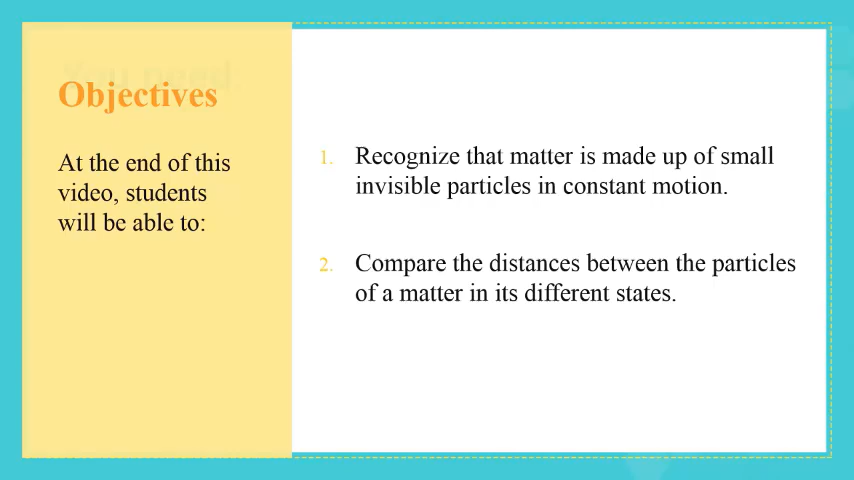 You need
Objectives
At the end of this
video, students
will be able to:
1. Recognize that matter is made up of small
invisible particles in constant motion.
2. Compare the distances between the particles
of a matter in its different states.